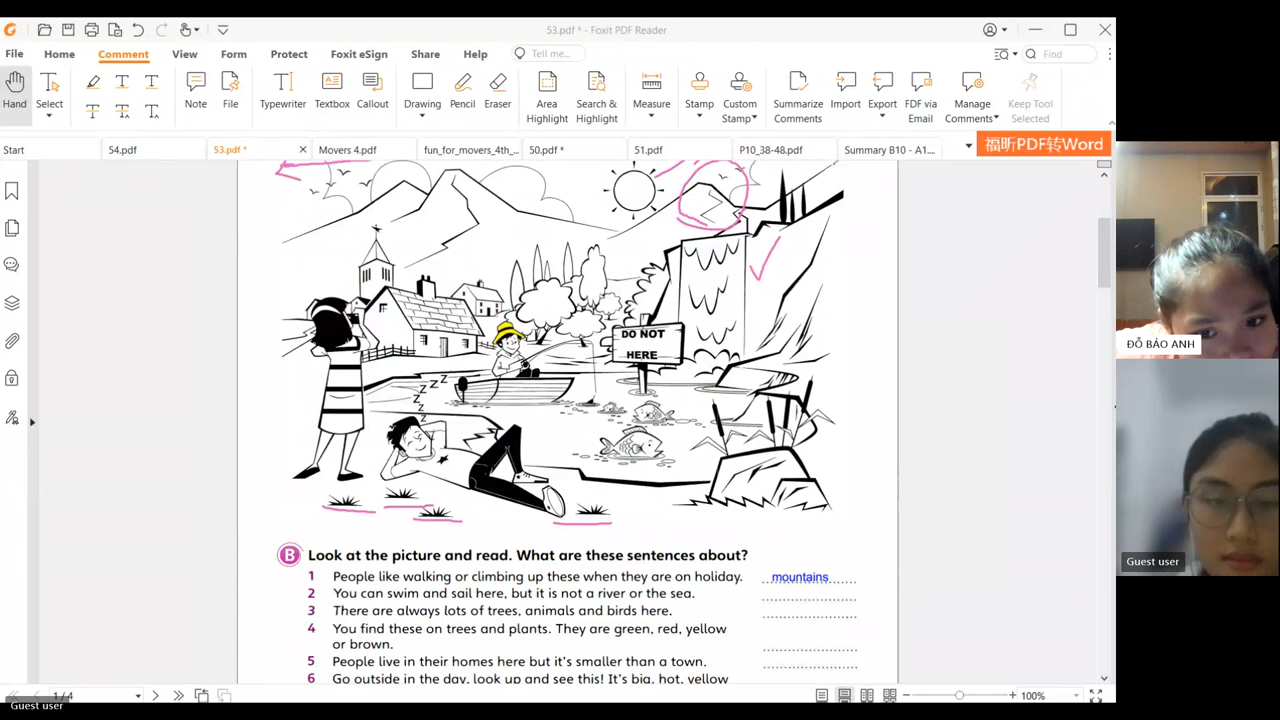 53.pdf * - Foxit PDF Reader
File Home Comment View Form Protect Foxit eSign Share Help Tell me... Find
Hand Select Note File Typewriter Textbox Callout Drawing Pencil Eraser Area Highlight Search & Highlight Measure Stamp Custom Stamp Summarize Comments Import Export FDF via Email Manage Comments Keep Tool Selected
Start 54.pdf 53.pdf * Movers 4.pdf fun_for_movers_4th_... 50.pdf * 51.pdf P10_38-48.pdf Summary B10 - A1.... 福昕PDF转Word
DO NOT
HERE
z z z z z z
ĐỖ BẢO ANH
B Look at the picture and read. What are these sentences about?
1 People like walking or climbing up these when they are on holiday. mountains
2 You can swim and sail here, but it is not a river or the sea.
3 There are always lots of trees, animals and birds here.
4 You find these on trees and plants. They are green, red, yellow
or brown.
5 People live in their homes here but it's smaller than a town.
6 Go outside in the day, look up and see this! It's big, hot, yellow
Guest user
1 / 4 100%
Guest user